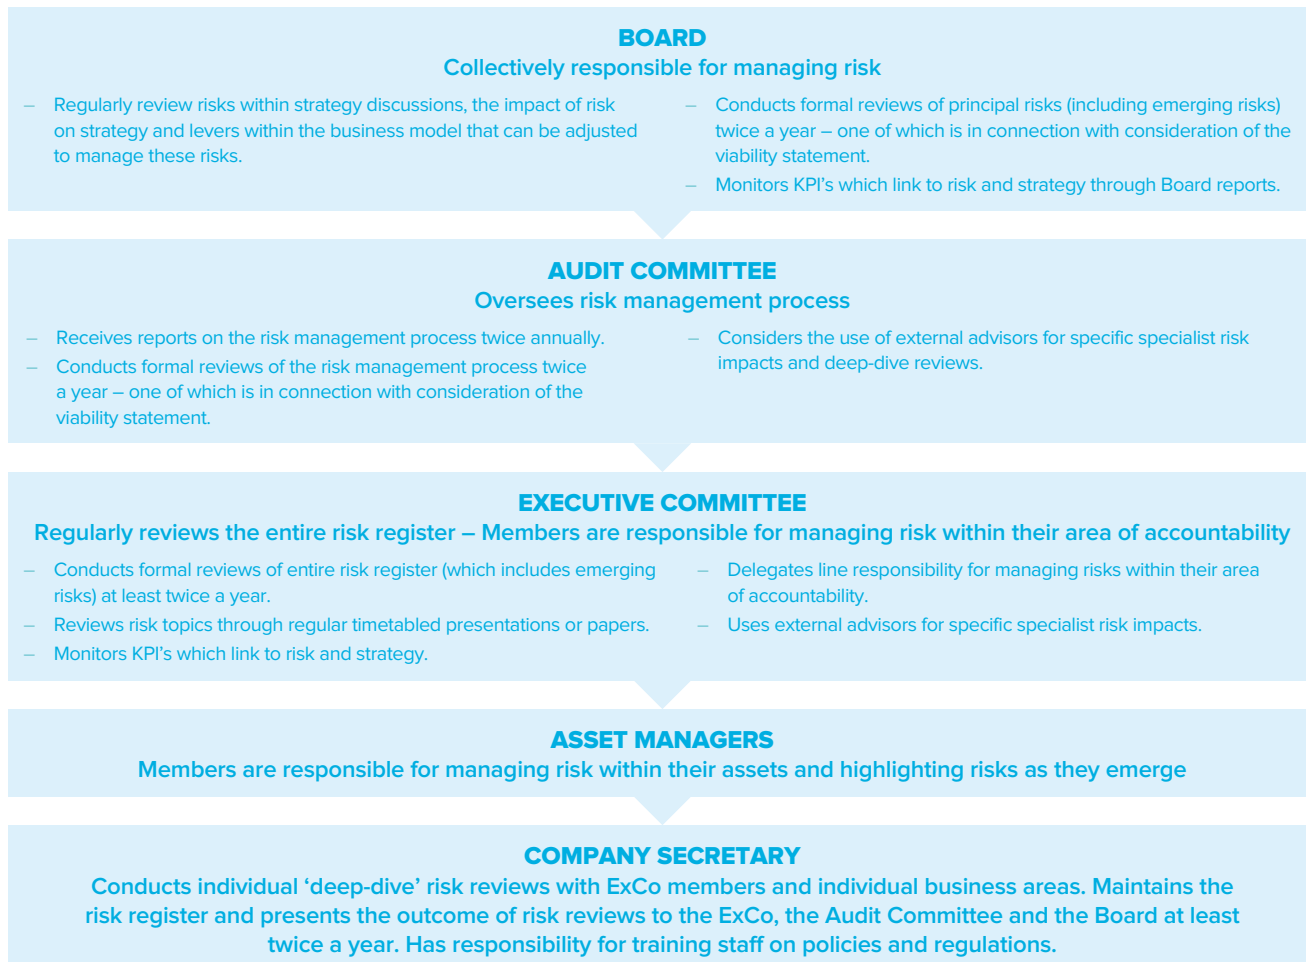 BOARD
Collectively responsible for managing risk
– Regularly review risks within strategy discussions, the impact of risk
on strategy and levers within the business model that can be adjusted
to manage these risks.
– Conducts formal reviews of principal risks (including emerging risks)
twice a year – one of which is in connection with consideration of the
viability statement.
– Monitors KPI's which link to risk and strategy through Board reports.
AUDIT COMMITTEE
Oversees risk management process
– Receives reports on the risk management process twice annually.
– Conducts formal reviews of the risk management process twice
a year – one of which is in connection with consideration of the
viability statement.
– Considers the use of external advisors for specific specialist risk
impacts and deep-dive reviews.
EXECUTIVE COMMITTEE
Regularly reviews the entire risk register – Members are responsible for managing risk within their area of accountability
– Conducts formal reviews of entire risk register (which includes emerging
risks) at least twice a year.
– Reviews risk topics through regular timetabled presentations or papers.
– Monitors KPI's which link to risk and strategy.
– Delegates line responsibility for managing risks within their area
of accountability.
– Uses external advisors for specific specialist risk impacts.
ASSET MANAGERS
Members are responsible for managing risk within their assets and highlighting risks as they emerge
COMPANY SECRETARY
Conducts individual ‘deep-dive’ risk reviews with ExCo members and individual business areas. Maintains the
risk register and presents the outcome of risk reviews to the ExCo, the Audit Committee and the Board at least
twice a year. Has responsibility for training staff on policies and regulations.